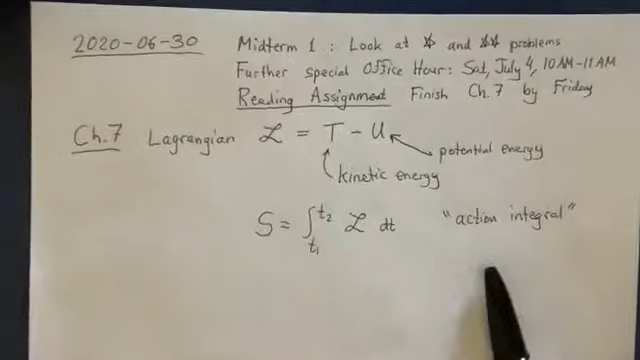 2020-06-30 Midterm 1 : Look at ☆ and ☆☆ problems
Further special Office Hour: Sat, July 4, 10AM-11AM
Reading Assignment Finish Ch. 7 by Friday
Ch.7 Lagrangian ℒ = T - U
potential energy
kinetic energy
S = ∫_{t₁}^{t₂} ℒ dt "action integral"